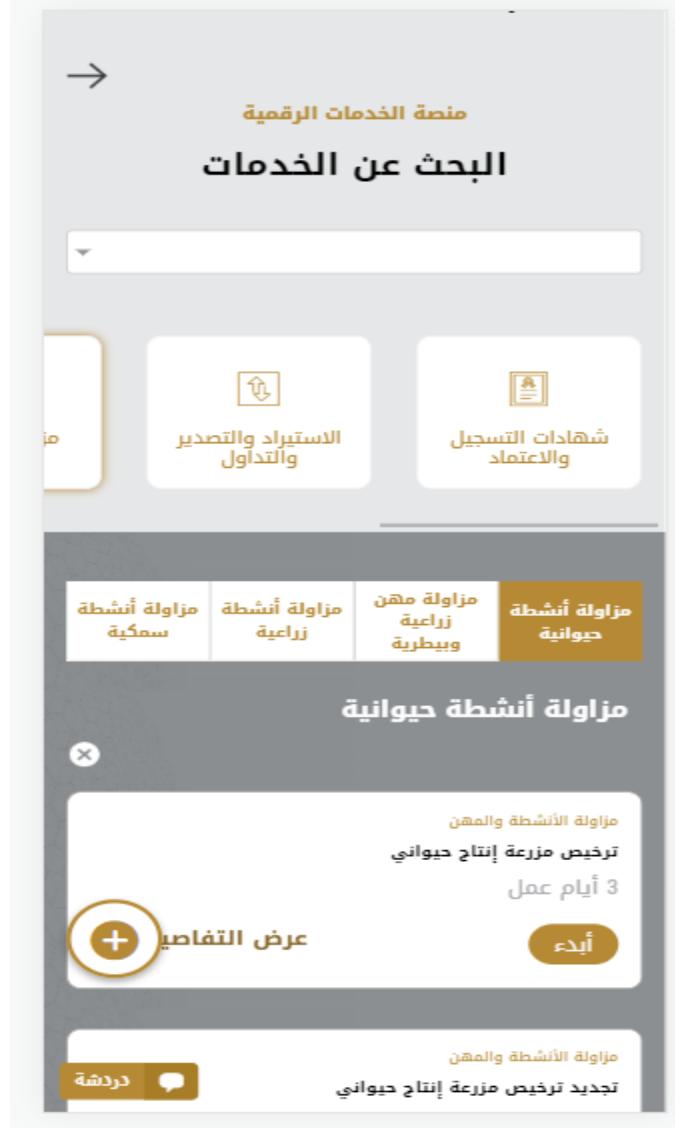 منصة الخدمات الرقمية
البحث عن الخدمات
شهادات التسجيل
والاعتماد
الاستيراد والتصدير
والتداول
مزاولة أنشطة
حيوانية
مزاولة مهن
زراعية
وبيطرية
مزاولة أنشطة
زراعية
مزاولة أنشطة
سمكية
مزاولة أنشطة حيوانية
مزاولة الأنشطة والمهن
ترخيص مزرعة إنتاج حيواني
3 أيام عمل
أبدء
عرض
مزاولة الأنشطة والمهن
تجديد ترخيص مزرعة إنتاج حيواني
دردشة